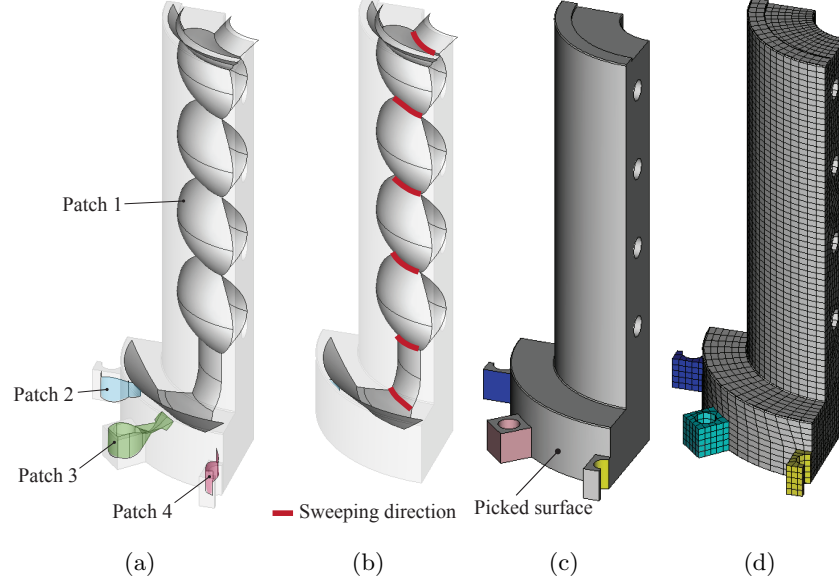 Patch 1
Patch 2
Patch 3
Patch 4
Sweeping direction
Picked surface
(a)
(b)
(c)
(d)